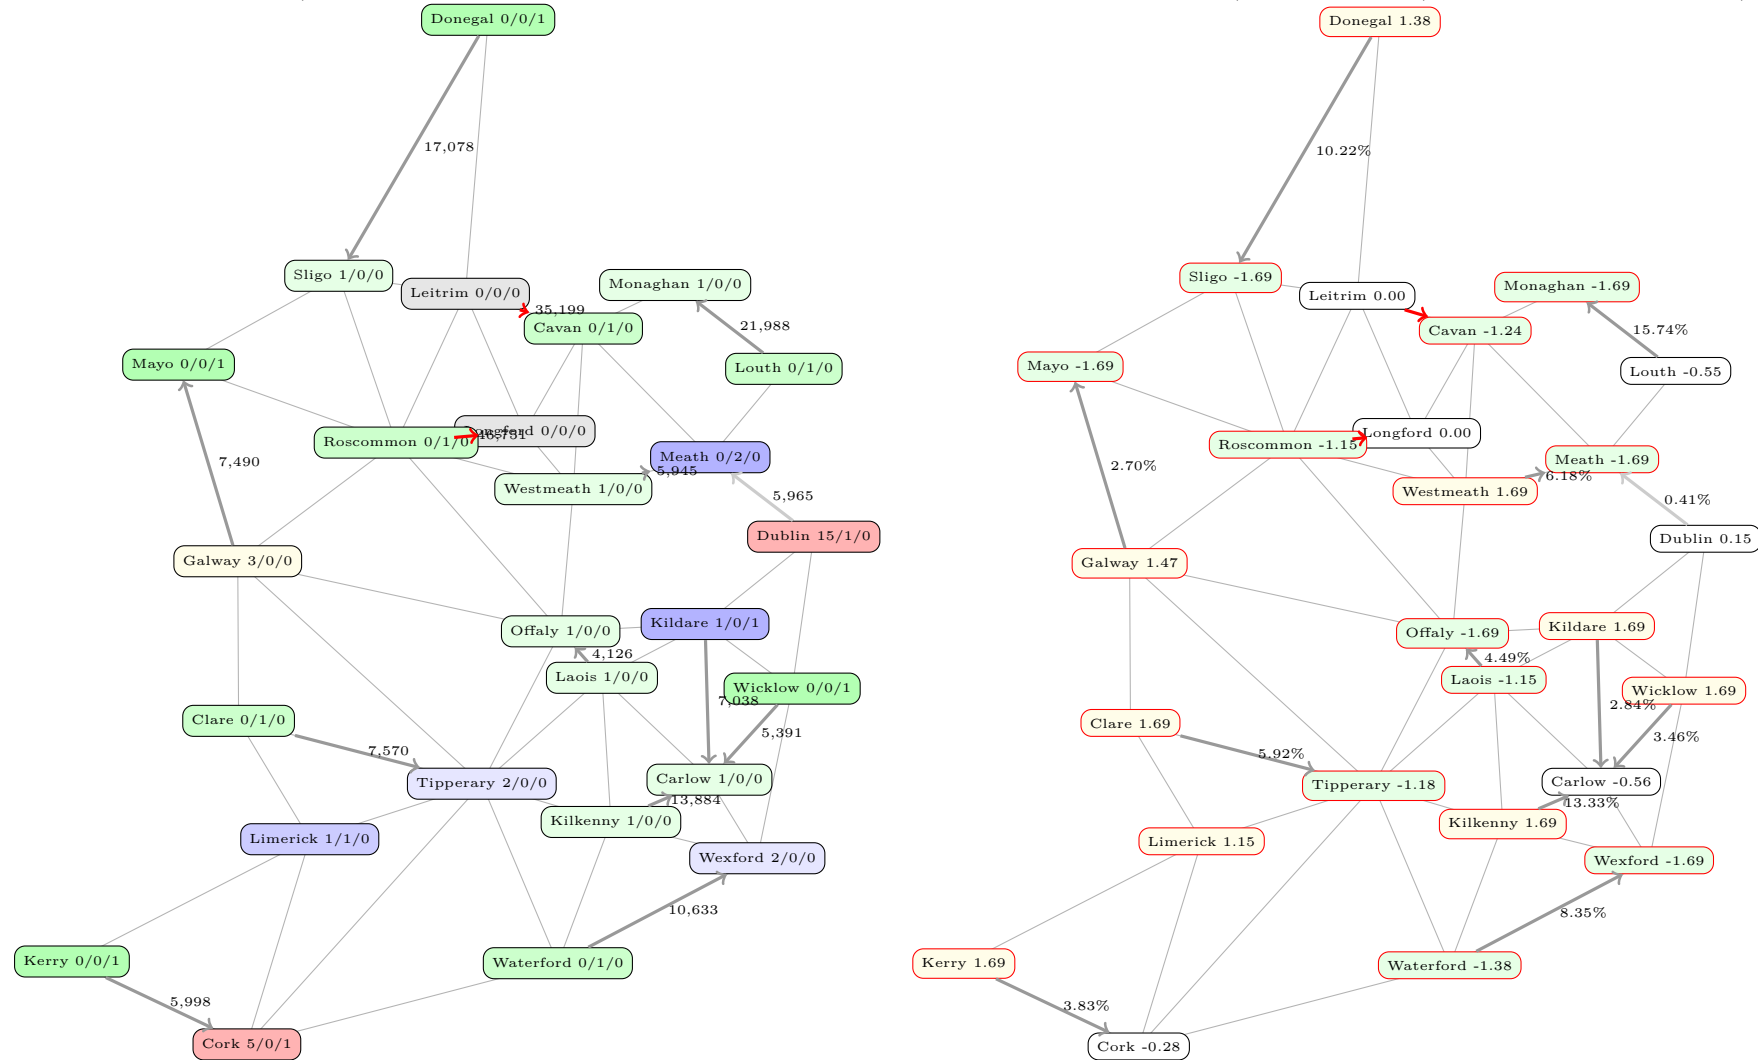 Donegal 0/0/1
17,078
Sligo 1/0/0
Leitrim 0/0/0
Monaghan 1/0/0
35,199
Cavan 0/1/0
21,988
Mayo 0/0/1
Louth 0/1/0
Longford 0/0/0
46,731
Roscommon 0/1/0
7,490
Meath 0/2/0
5,945
Westmeath 1/0/0
5,965
Dublin 15/1/0
Galway 3/0/0
Offaly 1/0/0
Kildare 1/0/1
4,126
Laois 1/0/0
Wicklow 0/0/1
7,038
Clare 0/1/0
5,391
7,570
Tipperary 2/0/0
Carlow 1/0/0
13,884
Kilkenny 1/0/0
Limerick 1/1/0
Wexford 2/0/0
10,633
Kerry 0/0/1
Waterford 0/1/0
5,998
Cork 5/0/1
Donegal 1.38
10.22%
Sligo -1.69
Leitrim 0.00
Monaghan -1.69
Cavan -1.24
15.74%
Mayo -1.69
Louth -0.55
Longford 0.00
Roscommon -1.15
2.70%
Meath -1.69
6.18%
Westmeath 1.69
0.41%
Dublin 0.15
Galway 1.47
Offaly -1.69
Kildare 1.69
4.49%
Laois -1.15
Wicklow 1.69
2.84%
Clare 1.69
3.46%
5.92%
Tipperary -1.18
Carlow -0.56
13.33%
Kilkenny 1.69
Limerick 1.15
Wexford -1.69
8.35%
Kerry 1.69
Waterford -1.38
3.83%
Cork -0.28